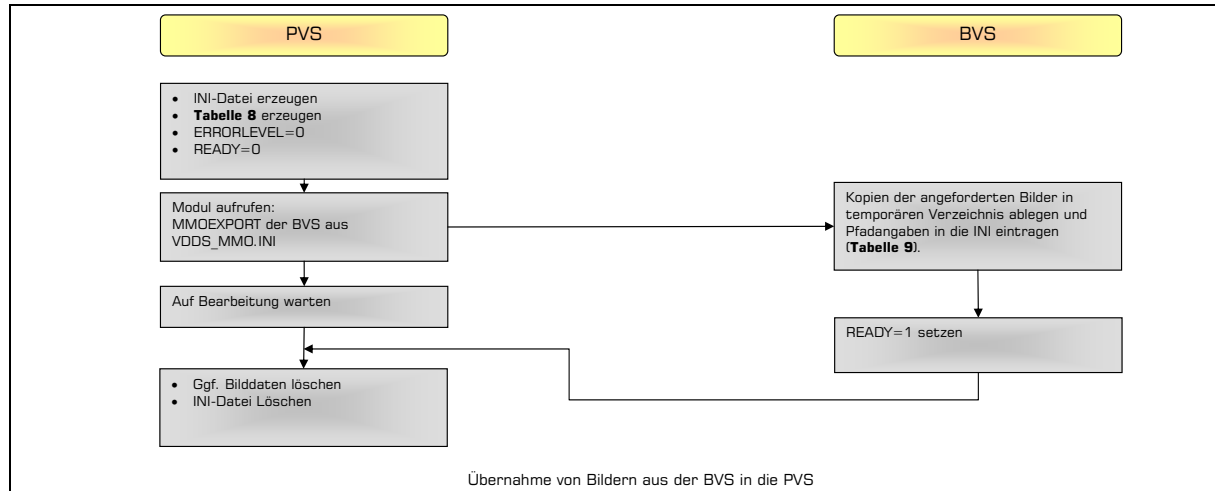 PVS
BVS
• INI-Datei erzeugen
• Tabelle 8 erzeugen
• ERRORLEVEL=0
• READY=0
Modul aufrufen:
MMOEXPORT der BVS aus
VDDS_MMO.INI
Kopien der angeforderten Bilder in
temporären Verzeichnis ablegen und
Pfadangaben in die INI eintragen
(Tabelle 9).
Auf Bearbeitung warten
READY=1 setzen
• Ggf. Bilddaten löschen
• INI-Datei Löschen
Übernahme von Bildern aus der BVS in die PVS